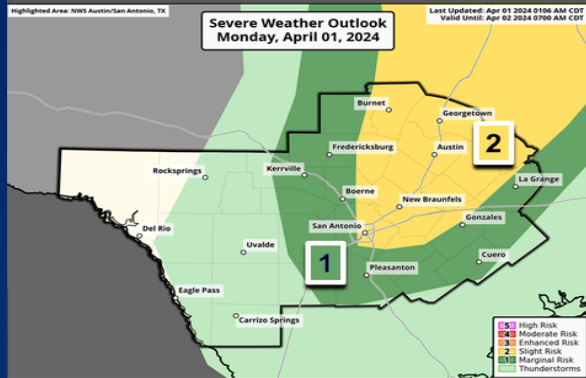 Highlighted Area: NWS Austin/San Antonio, TX
Severe Weather Outlook
Monday, April 01, 2024
Last Updated: Apr 01 2024 0106 AM CDT
Valid Until: Apr 02 2024 0700 AM CDT
Burnet
Georgetown
2
Fredericksburg
Austin
Rocksprings
Kerrville
La Grange
Boerne
New Braunfels
Gonzales
Del Rio
San Antonio
Uvalde
1
Cuero
Pleasanton
Eagle Pass
Carrizo Springs
5 High Risk
4 Moderate Risk
3 Enhanced Risk
2 Slight Risk
1 Marginal Risk
Thunderstorms